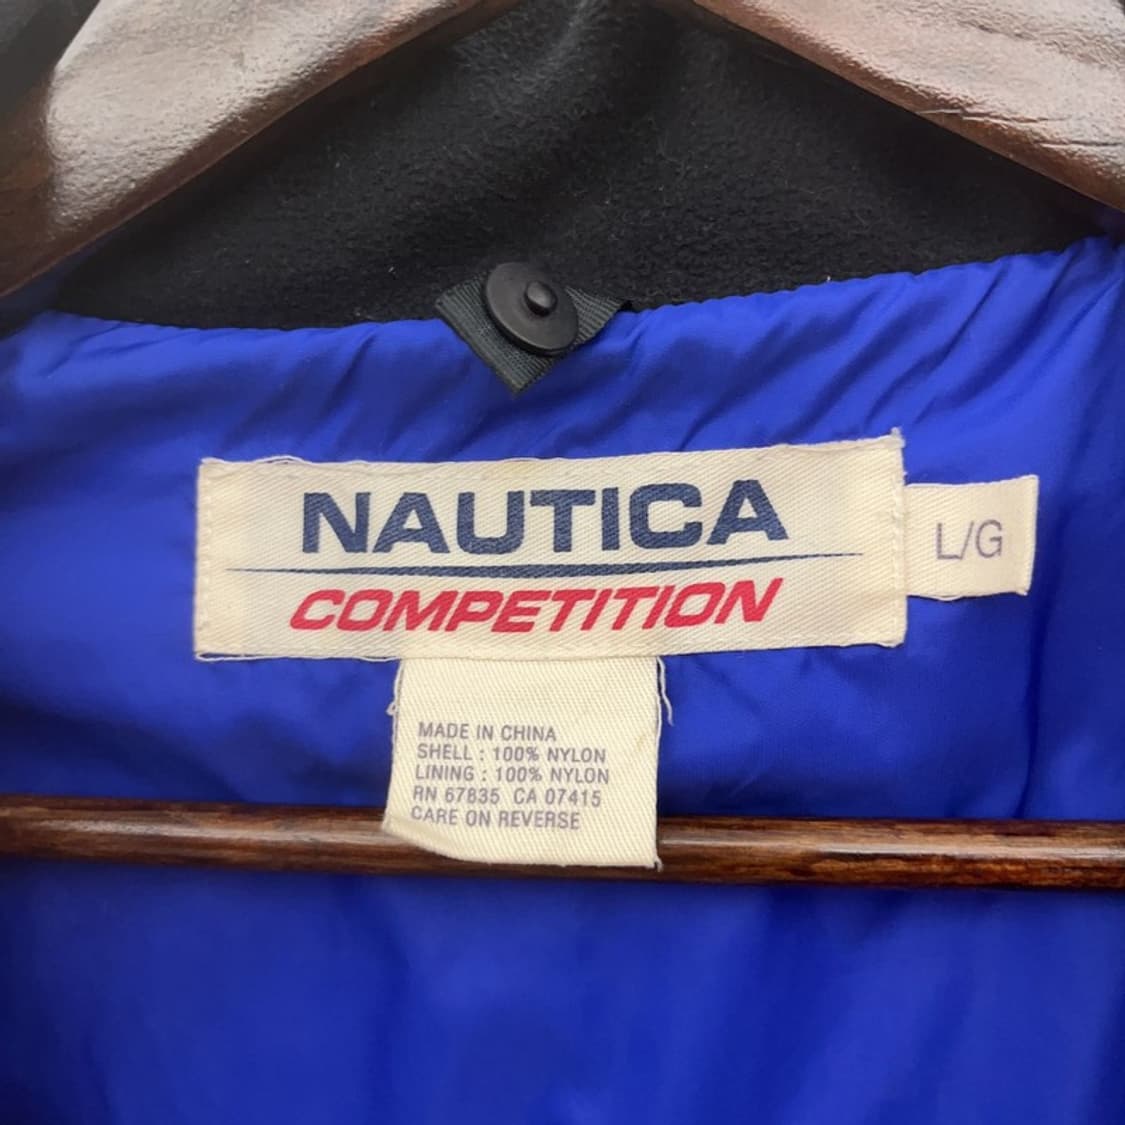 NAUTICA
COMPETITION
L/G
MADE IN CHINA
SHELL : 100% NYLON
LINING : 100% NYLON
RN 67835 CA 07415
CARE ON REVERSE